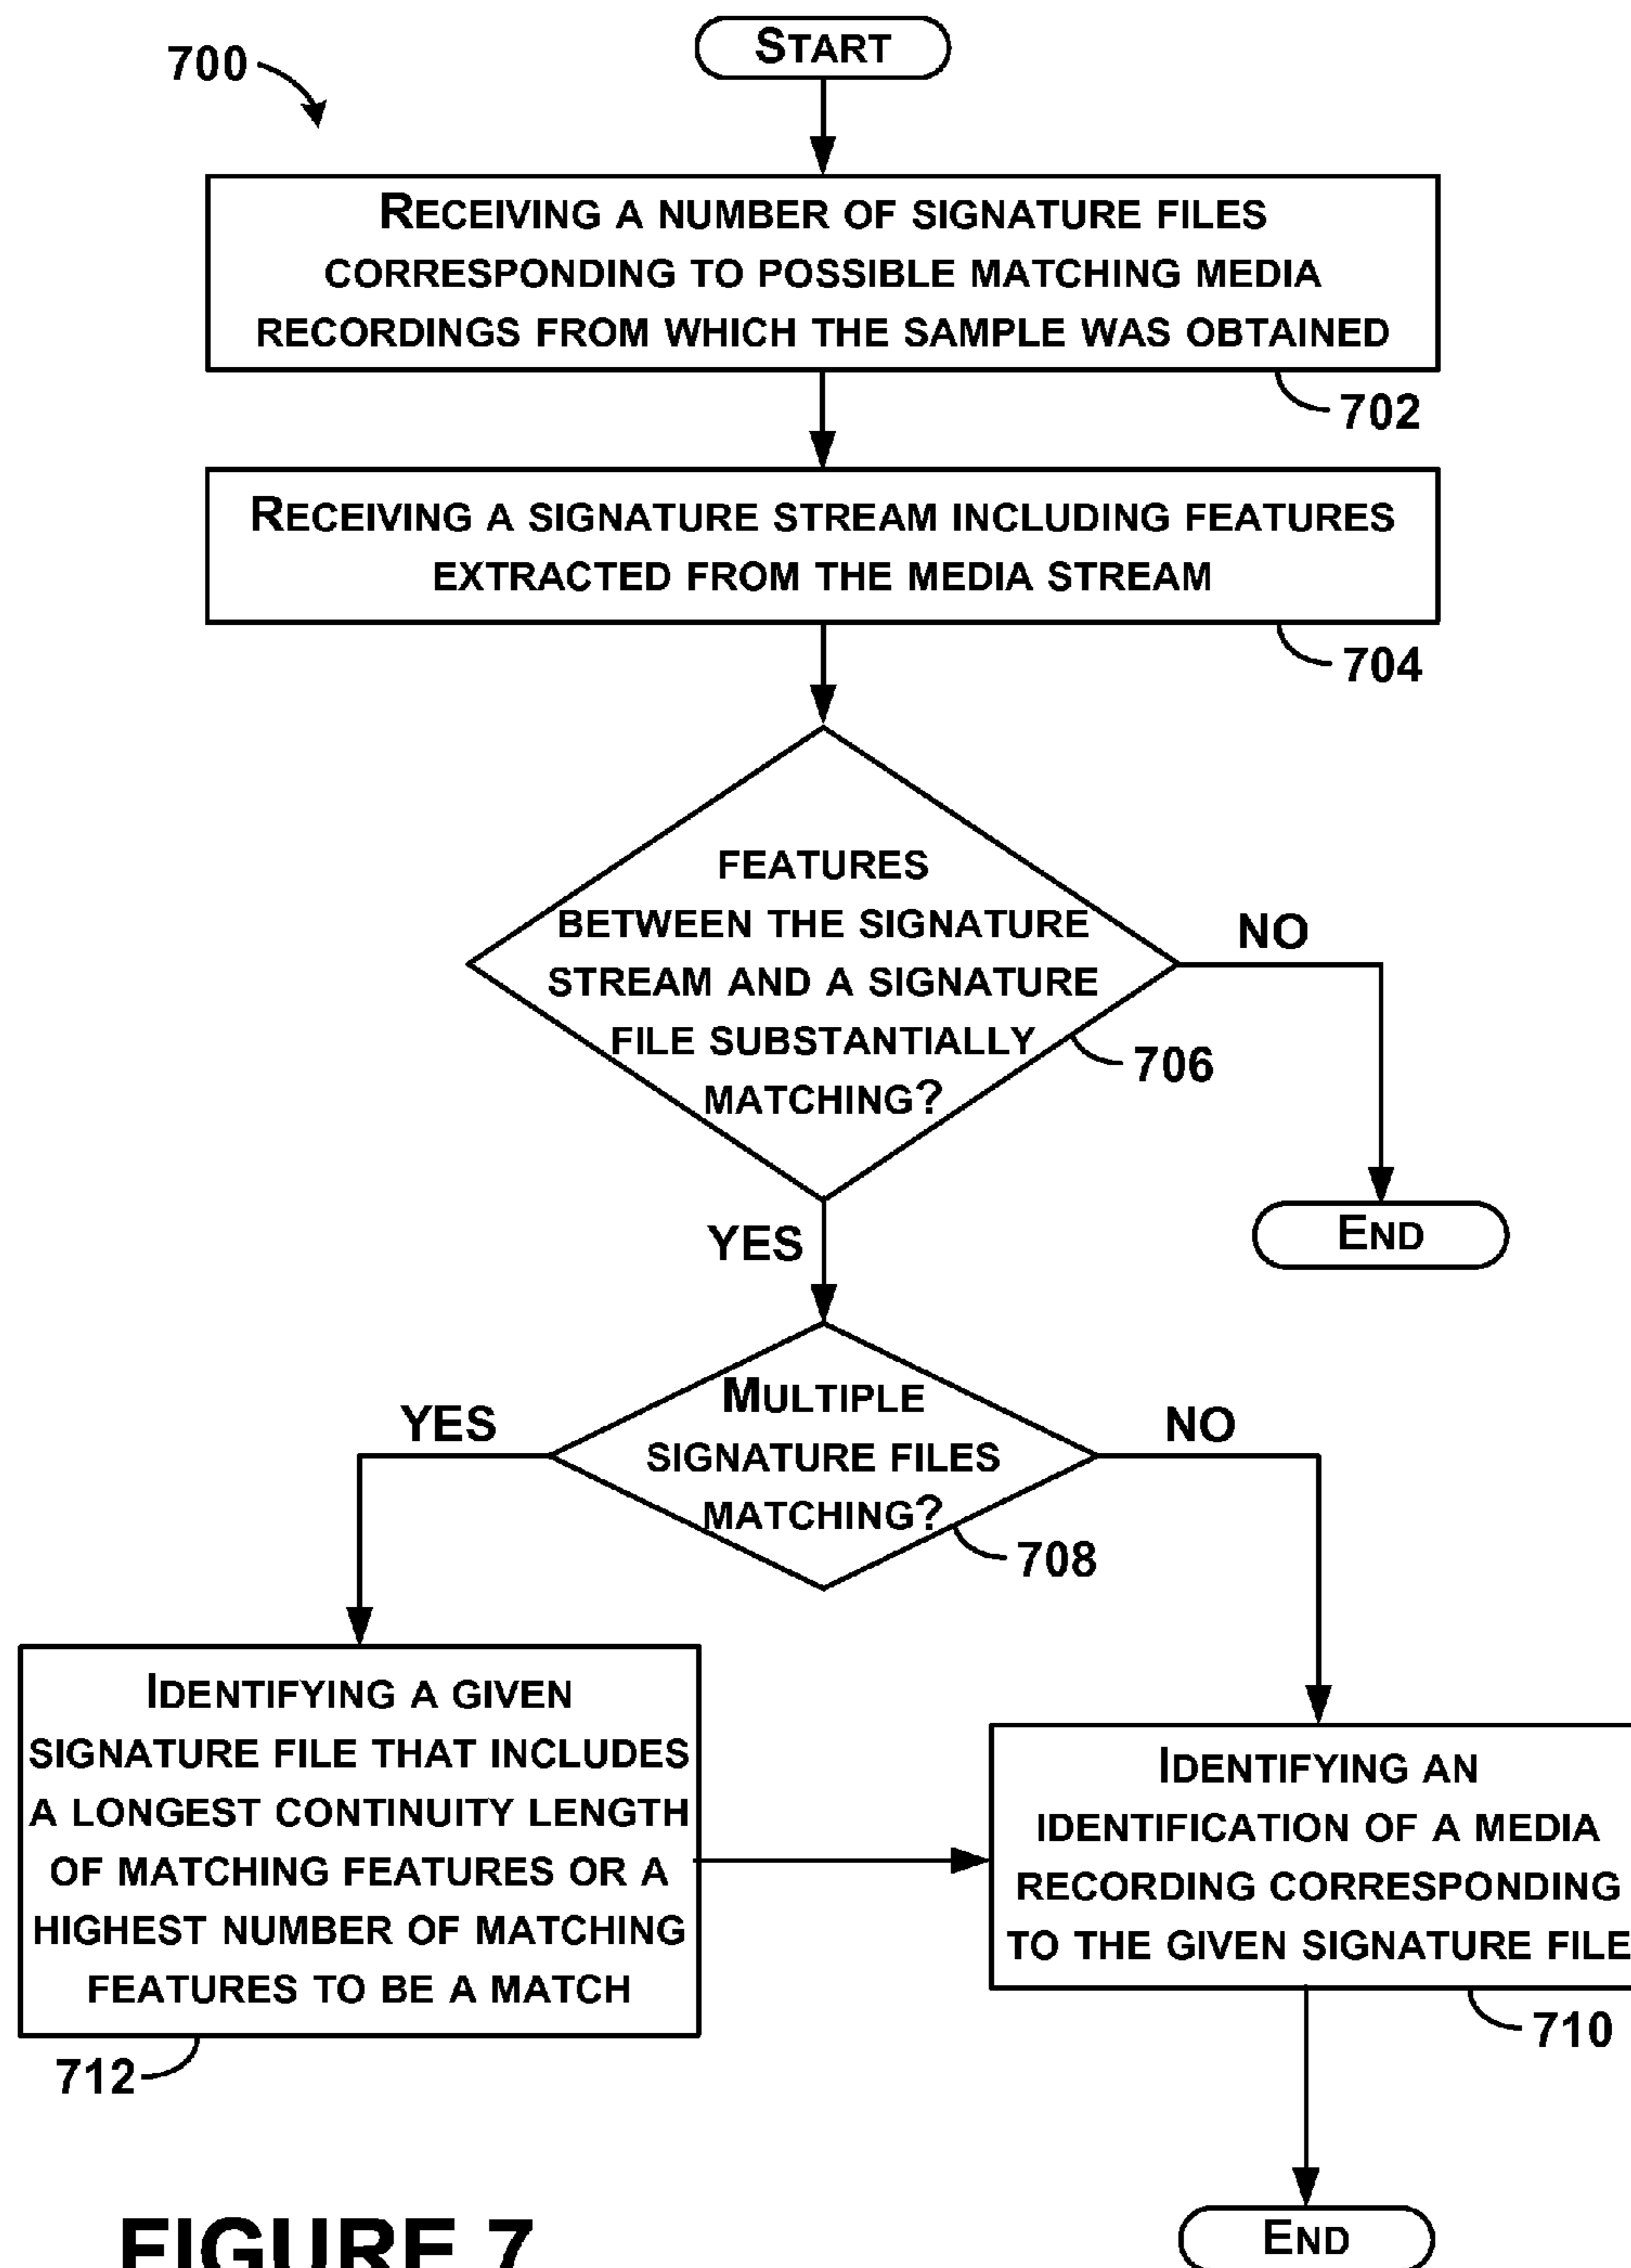 START
700
RECEIVING A NUMBER OF SIGNATURE FILES
CORRESPONDING TO POSSIBLE MATCHING MEDIA
RECORDINGS FROM WHICH THE SAMPLE WAS OBTAINED
702
RECEIVING A SIGNATURE STREAM INCLUDING FEATURES
EXTRACTED FROM THE MEDIA STREAM
704
FEATURES
BETWEEN THE SIGNATURE
STREAM AND A SIGNATURE
FILE SUBSTANTIALLY
MATCHING?
706
NO
END
YES
MULTIPLE
SIGNATURE FILES
MATCHING?
708
YES
NO
IDENTIFYING A GIVEN
SIGNATURE FILE THAT INCLUDES
A LONGEST CONTINUITY LENGTH
OF MATCHING FEATURES OR A
HIGHEST NUMBER OF MATCHING
FEATURES TO BE A MATCH
712
IDENTIFYING AN
IDENTIFICATION OF A MEDIA
RECORDING CORRESPONDING
TO THE GIVEN SIGNATURE FILE
710
END
FIGURE 7